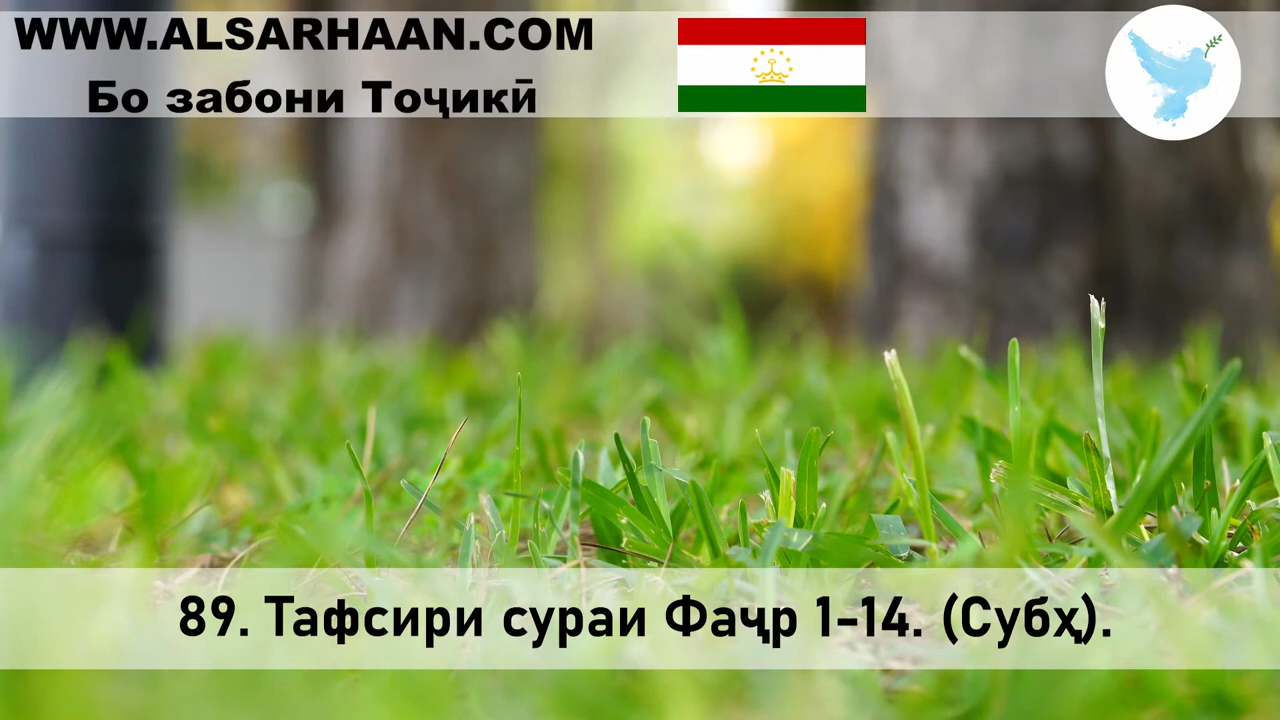 WWW.ALSARHAAN.COM
Бо забони Тоҷикӣ
89. Тафсири сураи Фаҷр 1-14. (Субҳ).